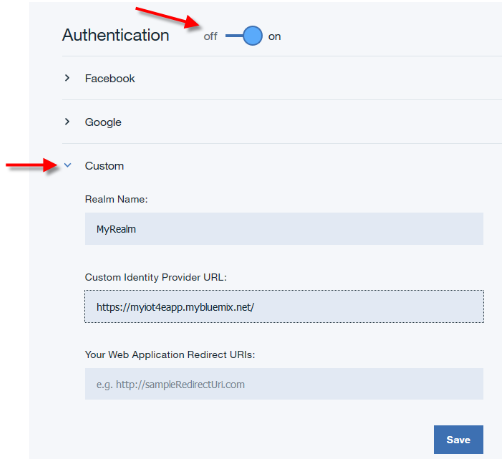 Authentication off on
Facebook
Google
Custom
Realm Name:
MyRealm
Custom Identity Provider URL:
https://myiot4eapp.mybluemix.net/
Your Web Application Redirect URIs:
e.g. http://sampleRedirectUri.com
Save